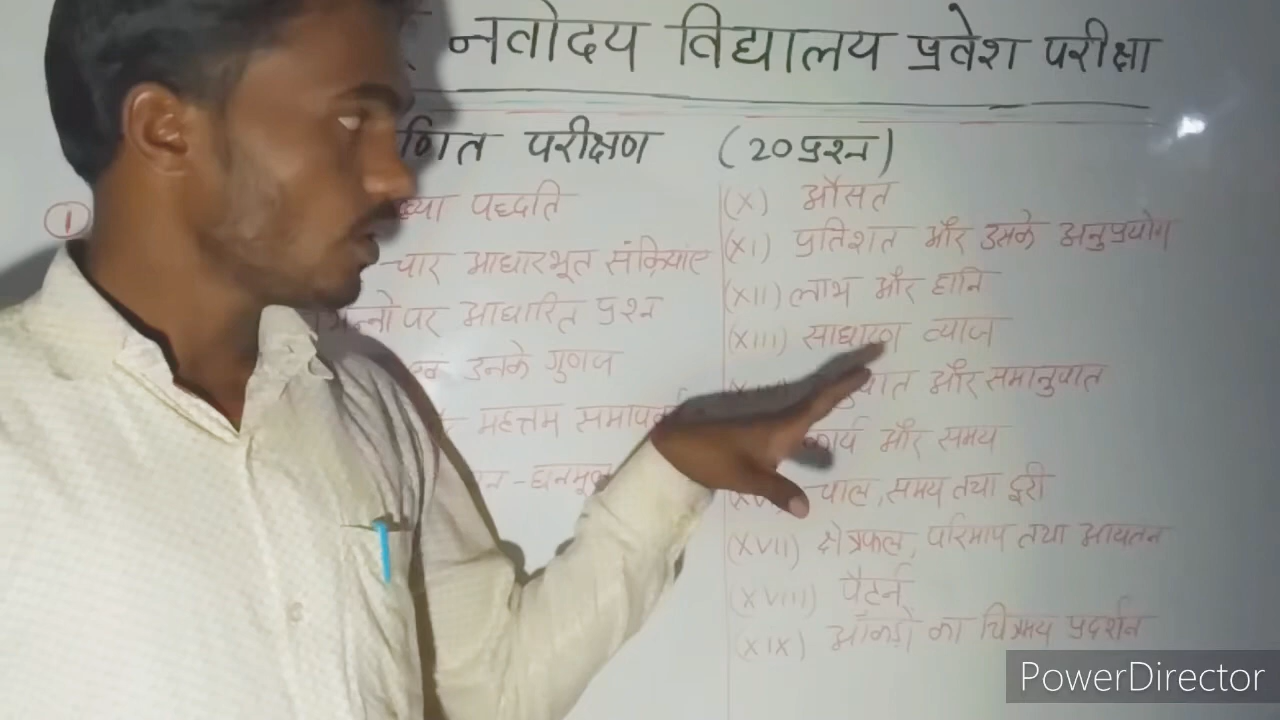 नवोदय विद्यालय प्रवेश परीक्षा
परीक्षण (20 प्रश्न)
1
पद्धति
चार आधारभूत संक्रियाएं
पर आधारित प्रश्न
उनके गुणज
महत्तम समापवर्तक
(X) औसत
(XI) प्रतिशत और उसके अनुप्रयोग
(XII) लाभ और हानि
(XIII) साधारण व्याज
और समानुपात
कार्य और समय
चाल, समय तथा दूरी
(XVII) क्षेत्रफल, परिमाप तथा आयतन
(XVIII) पैटर्न
(XIX) आँकड़ों का चित्रमय प्रदर्शन
PowerDirector